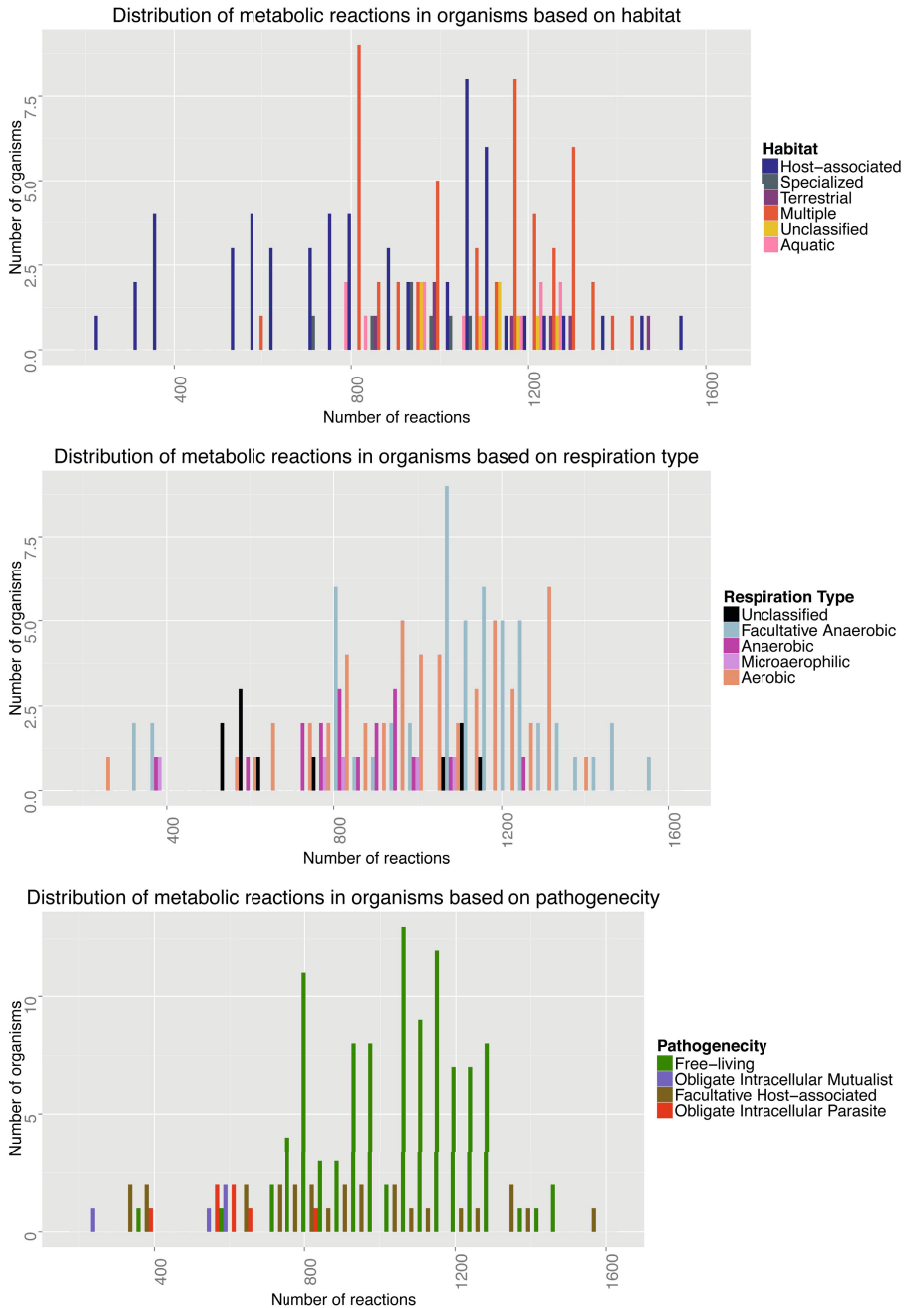 Distribution of metabolic reactions in organisms based on habitat
Number of organisms
7.5
5.0
2.5
0.0
400
800
1200
1600
Number of reactions
Habitat
Host−associated
Specialized
Terrestrial
Multiple
Unclassified
Aquatic
Distribution of metabolic reactions in organisms based on respiration type
Number of organisms
7.5
5.0
2.5
0.0
400
800
1200
1600
Number of reactions
Respiration Type
Unclassified
Facultative Anaerobic
Anaerobic
Microaerophilic
Aerobic
Distribution of metabolic reactions in organisms based on pathogenecity
Number of organisms
10
5
0
400
800
1200
1600
Number of reactions
Pathogenecity
Free−living
Obligate Intracellular Mutualist
Facultative Host−associated
Obligate Intracellular Parasite